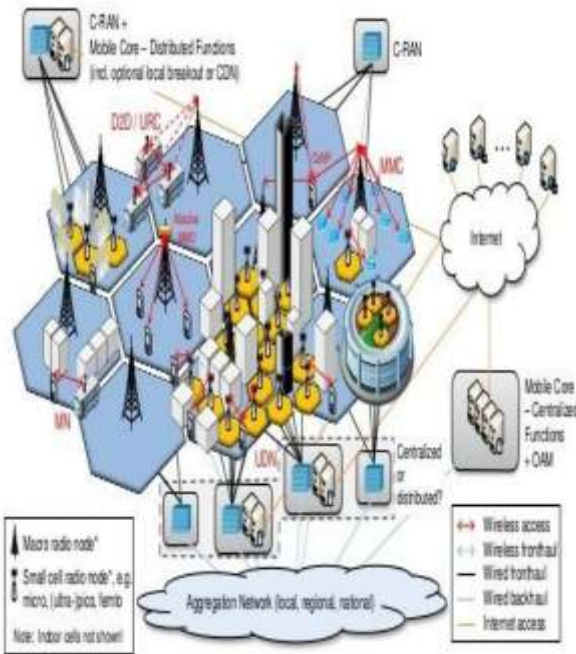 C-RAN +
Mobile Core – Distributed Functions
(incl. optional local breakout or CDN)
C-RAN
D2D / URC
CoMP
MMC
Massive
MIMO
Internet
MN
UDN
Centralized
or
distributed?
Mobile Core
– Centralized
Functions
+ OAM
Macro radio node*
Small cell radio node*, e.g.
micro, (ultra-)pico, femto
Note: Indoor cells not shown!
Aggregation Network (local, regional, national)
Wireless access
Wireless fronthaul
Wired fronthaul
Wired backhaul
Internet access